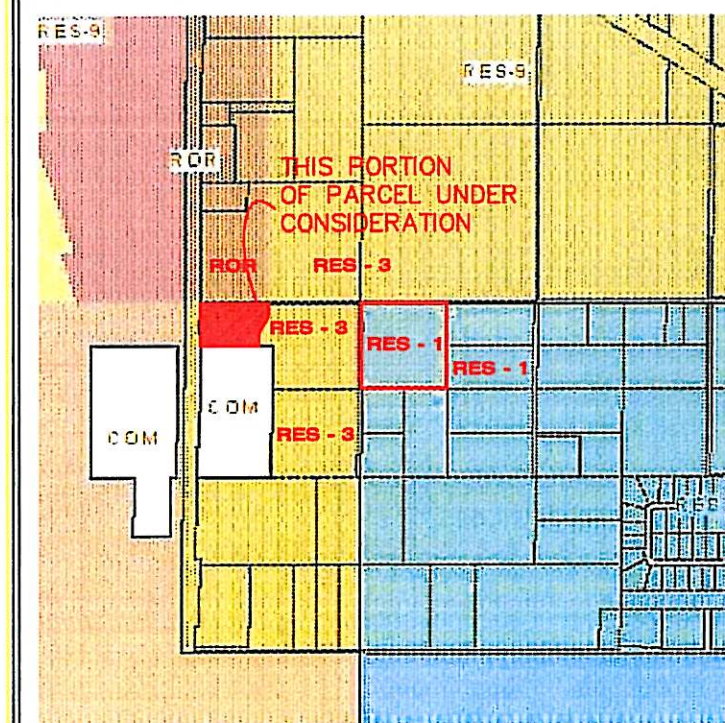 RES-9
RES-9
ROR
THIS PORTION
OF PARCEL UNDER
CONSIDERATION
ROR
RES - 3
RES - 3
RES - 1
RES - 1
COM
COM
RES - 3
RES